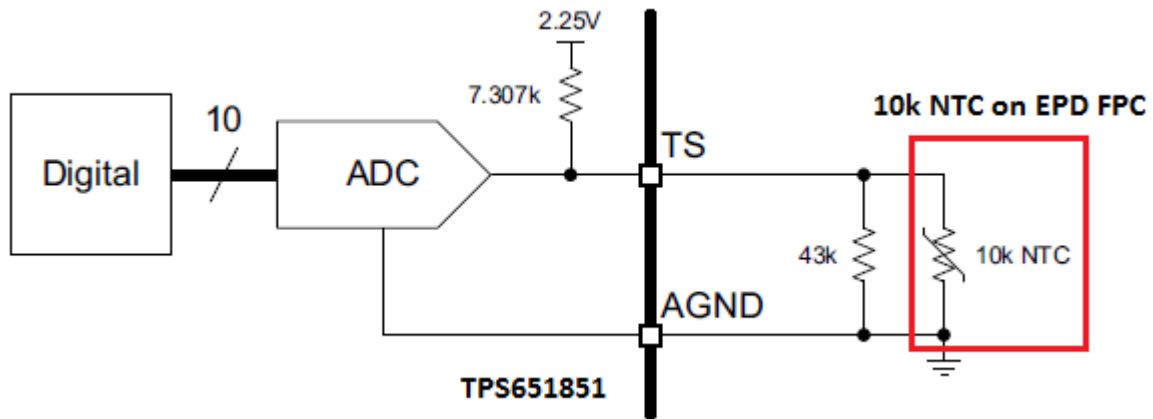 2.25V
7.307k
10k NTC on EPD FPC
10
TS
Digital
ADC
43k
10k NTC
AGND
TPS651851